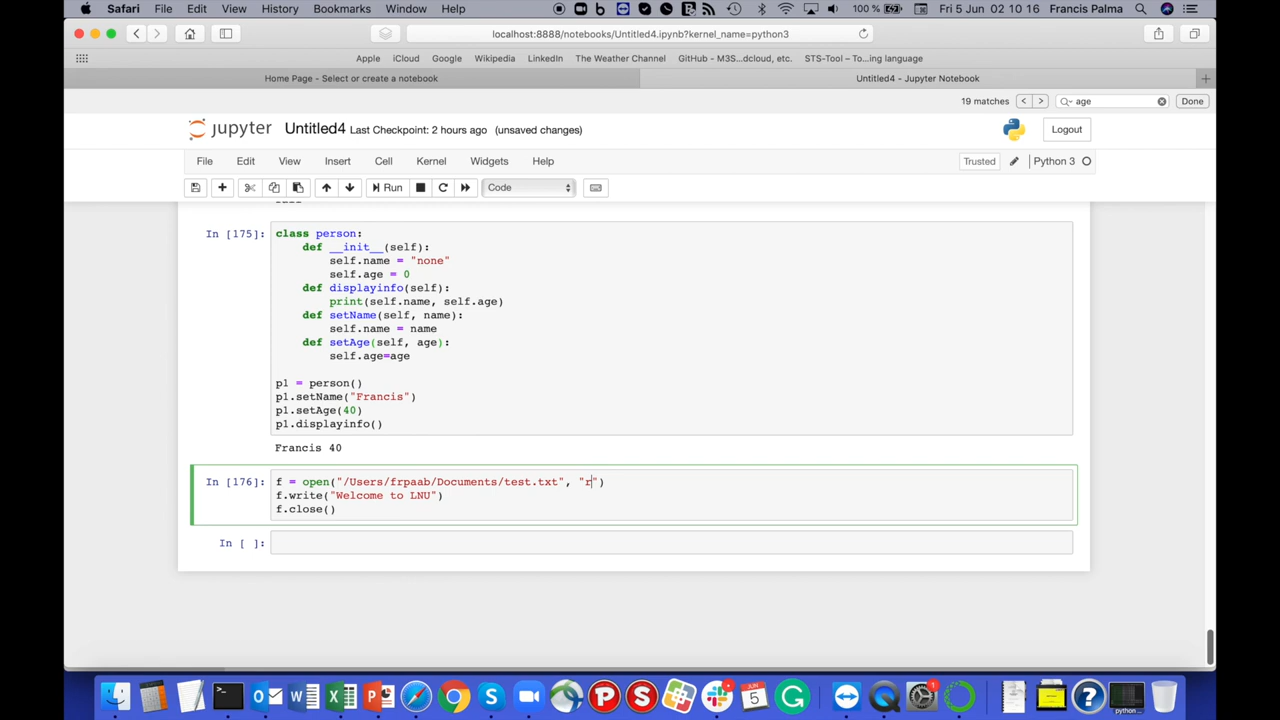 Safari File Edit View History Bookmarks Window Help 100 % Fri 5 Jun 02 10 16 Francis Palma
localhost:8888/notebooks/Untitled4.ipynb?kernel_name=python3
Apple iCloud Google Wikipedia LinkedIn The Weather Channel GitHub - M3S...dcloud, etc. STS-Tool – To...ing language
Home Page - Select or create a notebook Untitled4 - Jupyter Notebook
19 matches age Done
jupyter Untitled4 Last Checkpoint: 2 hours ago (unsaved changes) Logout
File Edit View Insert Cell Kernel Widgets Help Trusted Python 3
Run Code
In [175]: class person:
def __init__(self):
self.name = "none"
self.age = 0
def displayinfo(self):
print(self.name, self.age)
def setName(self, name):
self.name = name
def setAge(self, age):
self.age=age
p1 = person()
p1.setName("Francis")
p1.setAge(40)
p1.displayinfo()
Francis 40
In [176]: f = open("/Users/frpaab/Documents/test.txt", "r")
f.write("Welcome to LNU")
f.close()
In [ ]: